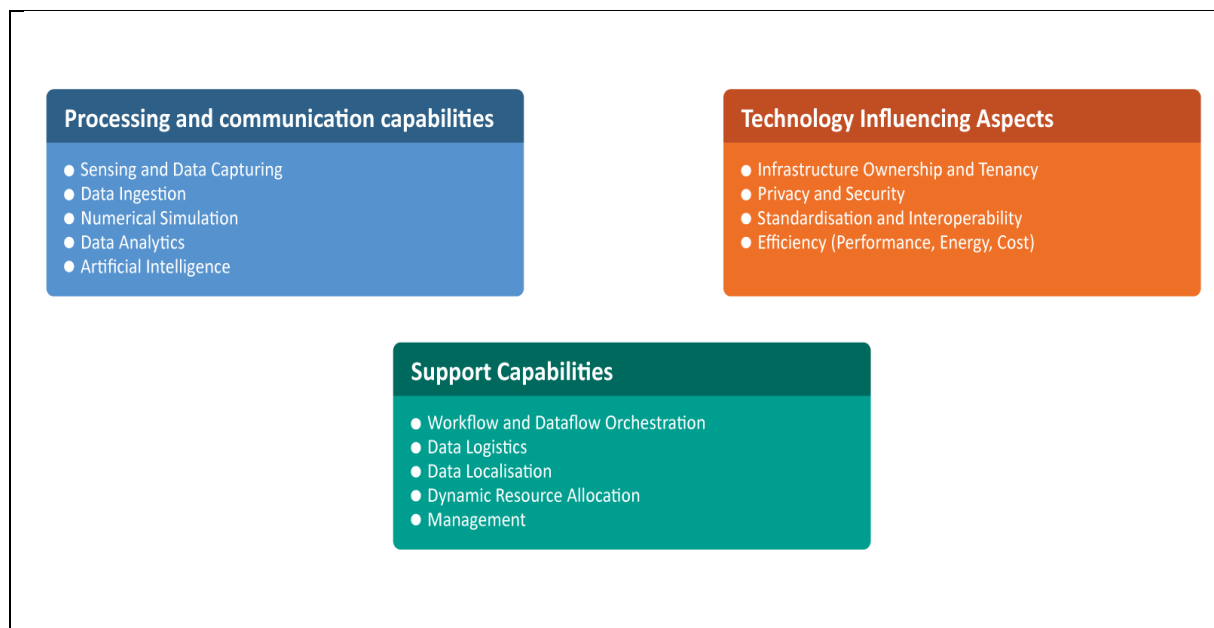 Processing and communication capabilities
● Sensing and Data Capturing
● Data Ingestion
● Numerical Simulation
● Data Analytics
● Artificial Intelligence
Technology Influencing Aspects
● Infrastructure Ownership and Tenancy
● Privacy and Security
● Standardisation and Interoperability
● Efficiency (Performance, Energy, Cost)
Support Capabilities
● Workflow and Dataflow Orchestration
● Data Logistics
● Data Localisation
● Dynamic Resource Allocation
● Management